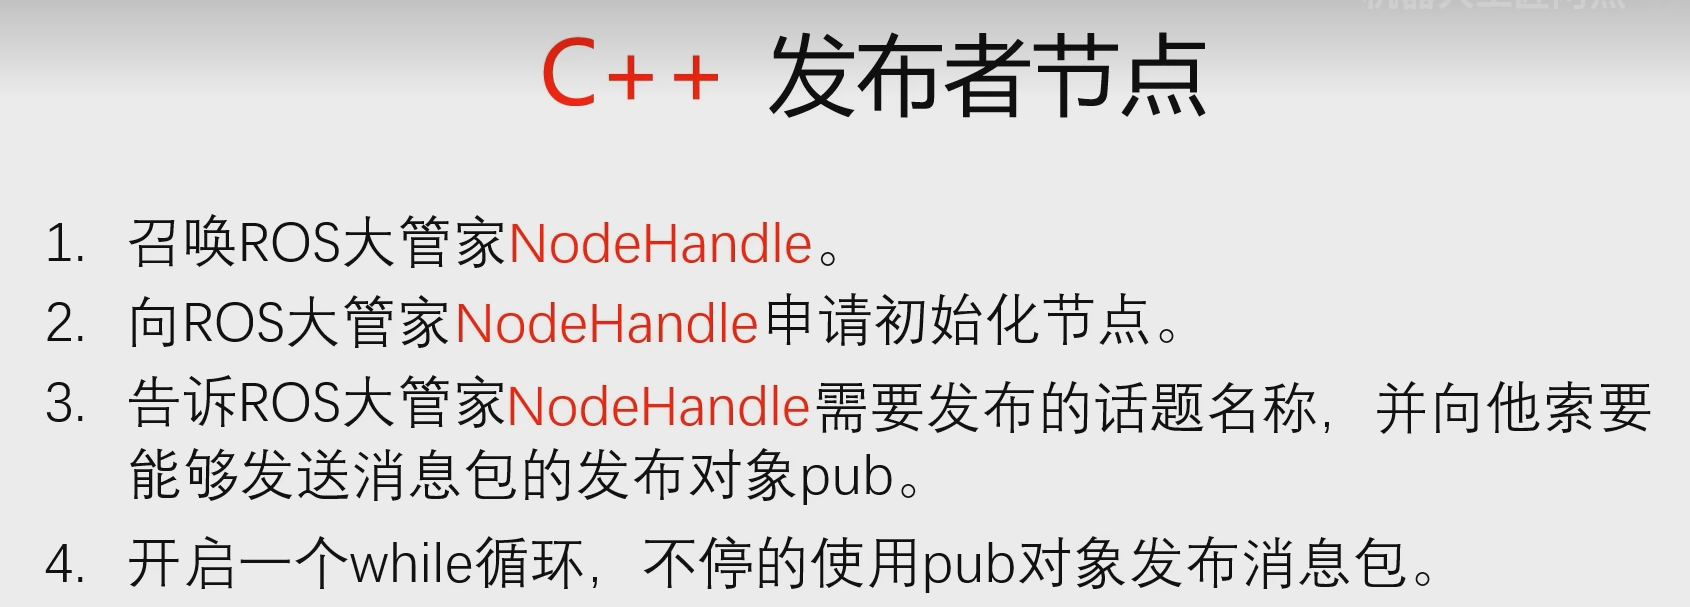 C++ 发布者节点
1. 召唤ROS大管家NodeHandle。
2. 向ROS大管家NodeHandle申请初始化节点。
3. 告诉ROS大管家NodeHandle需要发布的话题名称，并向他索要
能够发送消息包的发布对象pub。
4. 开启一个while循环，不停的使用pub对象发布消息包。